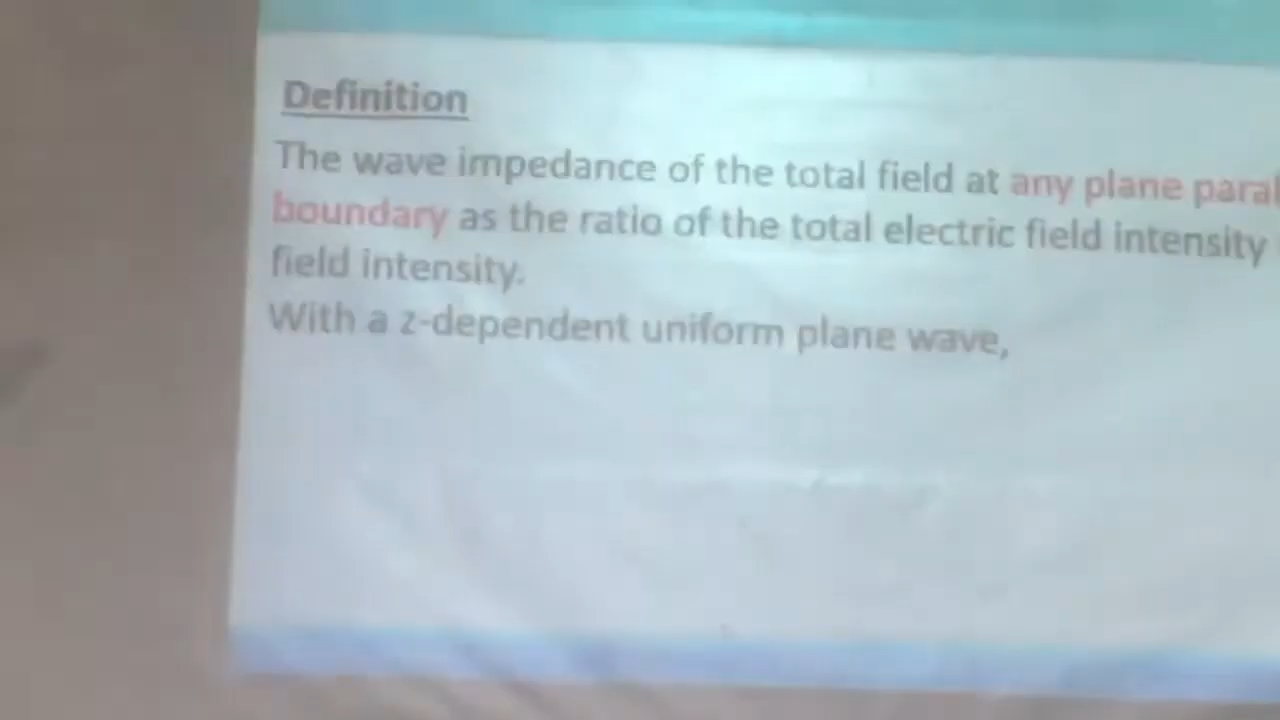 Definition
The wave impedance of the total field at any plane paral
boundary as the ratio of the total electric field intensity
field intensity.
With a z-dependent uniform plane wave,